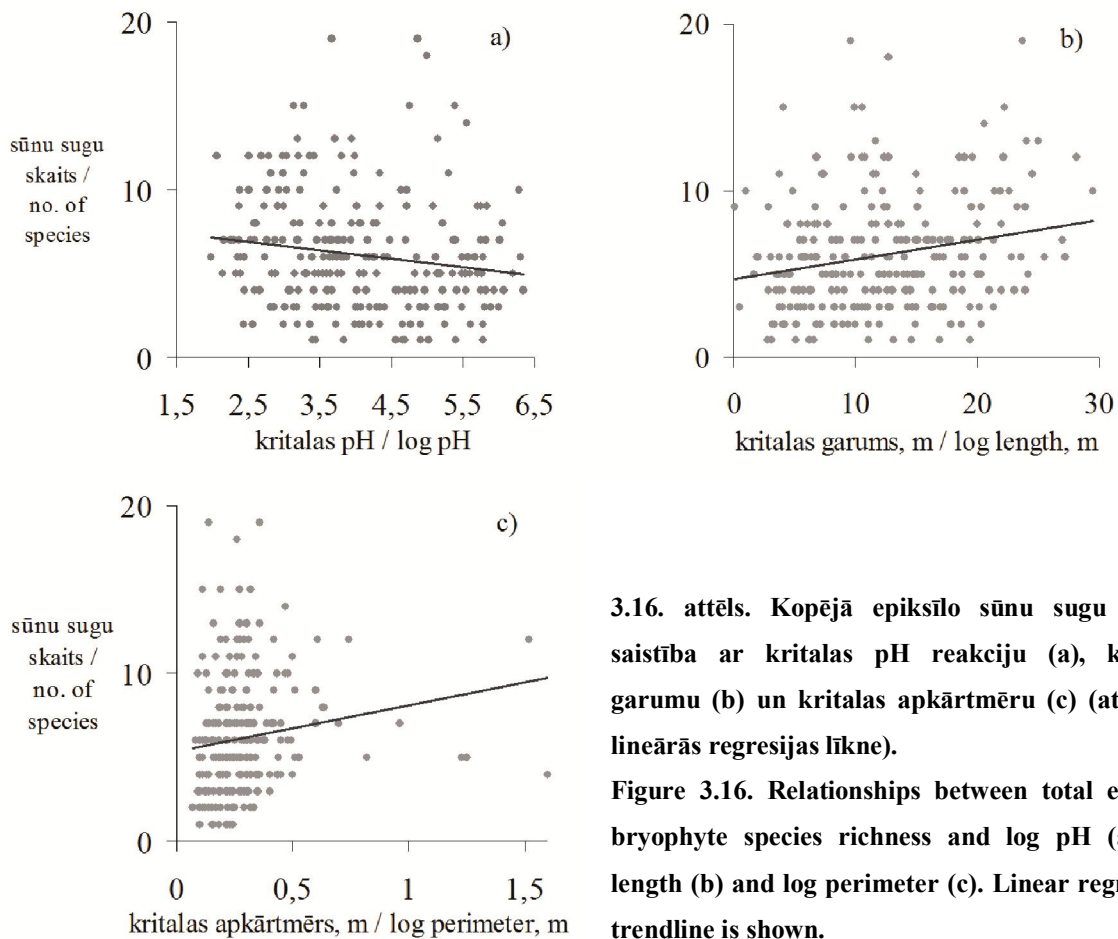 20
a)
sūnu sugu
skaits /
no. of
species
10
0
1,5 2,5 3,5 4,5 5,5 6,5
kritalas pH / log pH
20
b)
10
0
0 10 20 30
kritalas garums, m / log length, m
20
c)
sūnu sugu
skaits /
no. of
species
10
0
0 0,5 1 1,5
kritalas apkārtmērs, m / log perimeter, m
3.16. attēls. Kopējā epiksīlo sūnu sugu
saistība ar kritalas pH reakciju (a),
garumu (b) un kritalas apkārtmēru (c)
lineārās regresijas līkne).
Figure 3.16. Relationships between total
bryophyte species richness and log pH
length (b) and log perimeter (c). Linear
trendline is shown.